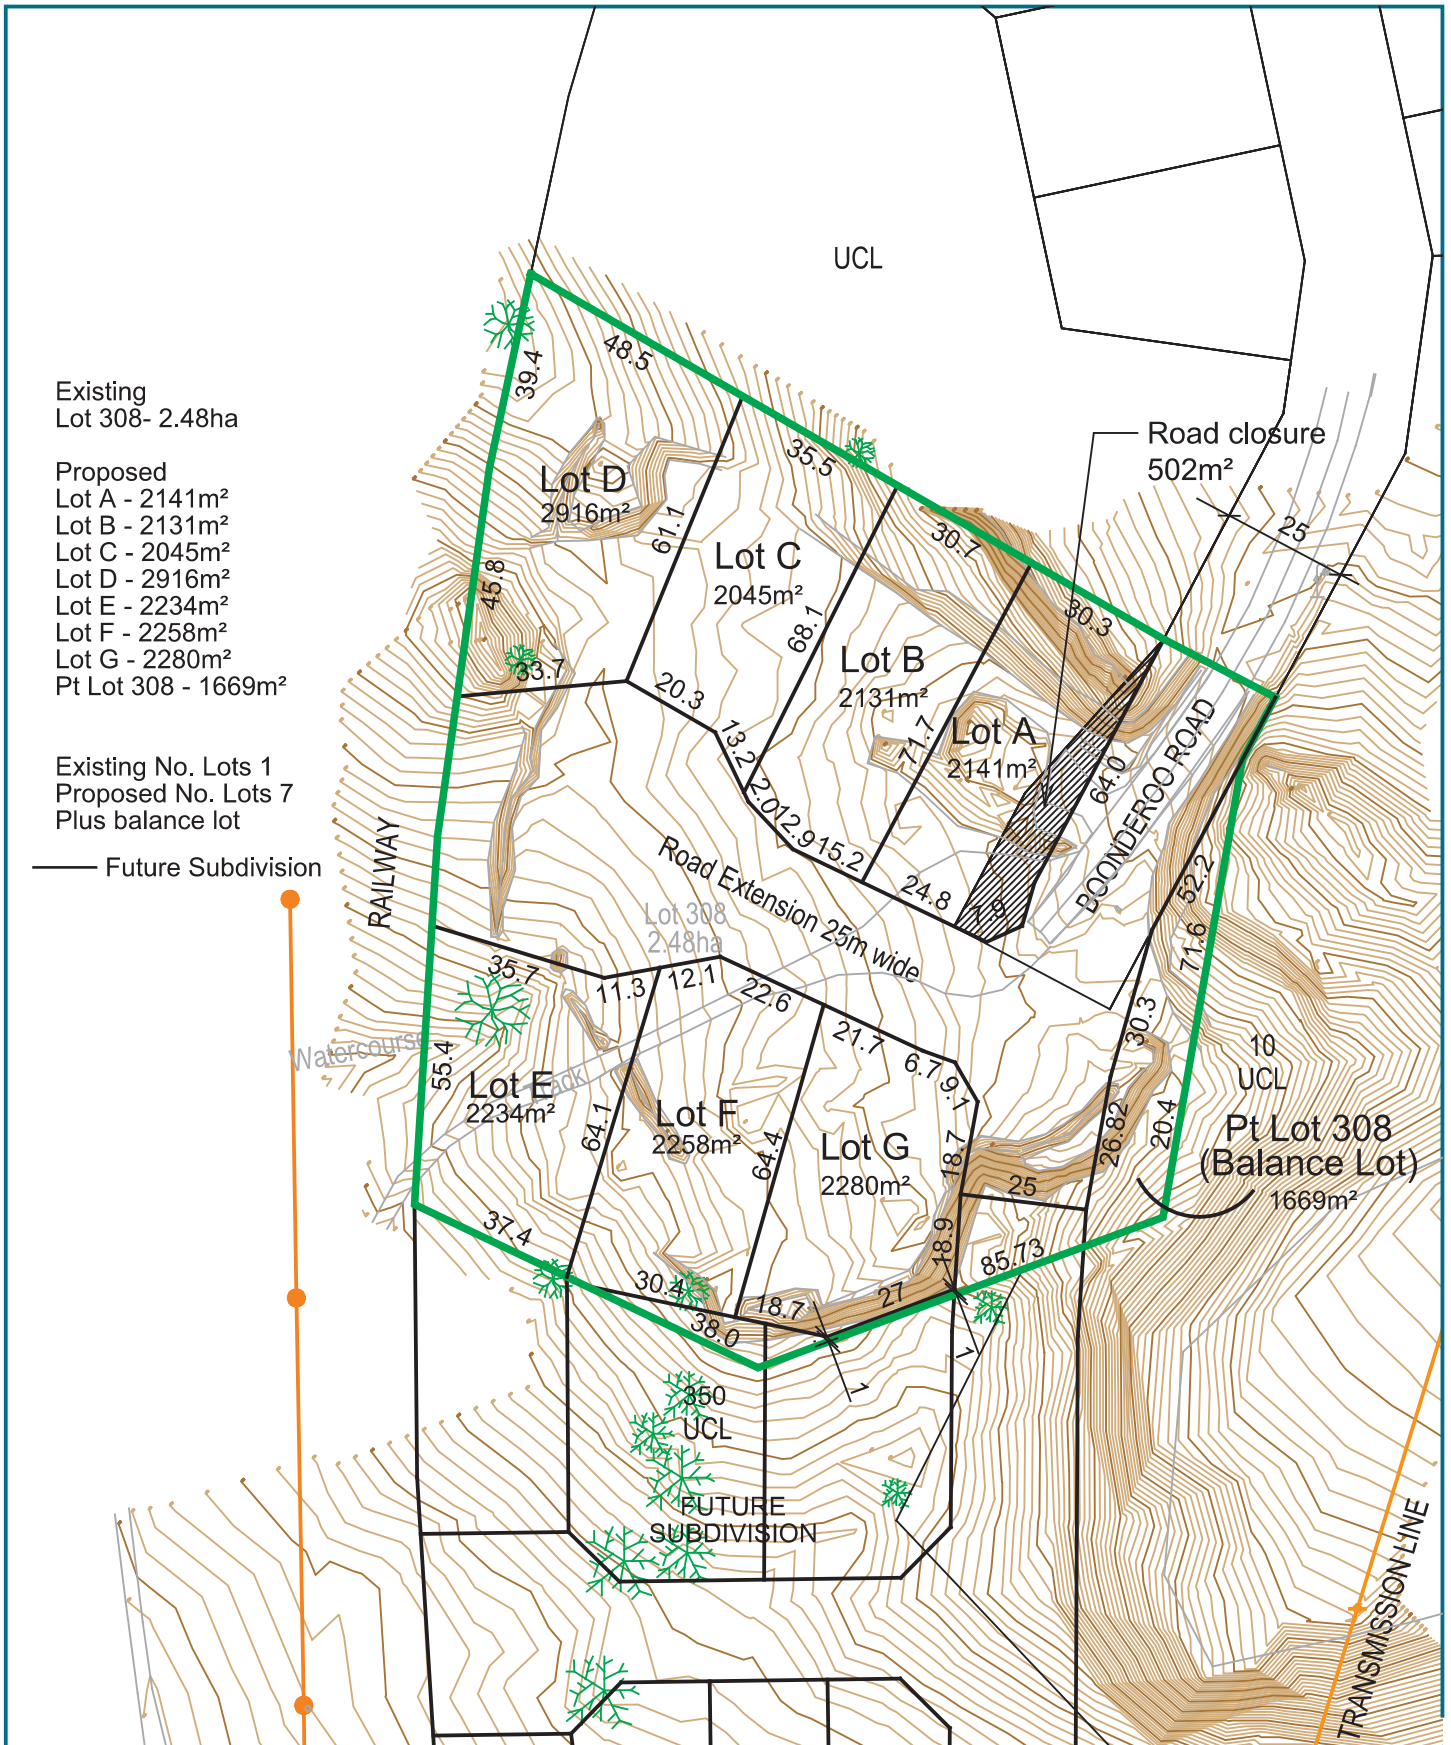 UCL
Existing
Lot 308- 2.48ha
Proposed
Lot A - 2141m²
Lot B - 2131m²
Lot C - 2045m²
Lot D - 2916m²
Lot E - 2234m²
Lot F - 2258m²
Lot G - 2280m²
Pt Lot 308 - 1669m²
Existing No. Lots 1
Proposed No. Lots 7
Plus balance lot
Future Subdivision
RAILWAY
Watercourse
39.4
48.5
35.5
30.7
30.3
Road closure
502m²
25
Lot D
2916m²
61.1
45.8
33.7
Lot C
2045m²
68.1
20.3
13.2
2.0
12.9
15.2
Lot B
2131m²
71.7
Lot A
2141m²
64.0
24.8
7.9
BOONDEROO ROAD
52.2
71.6
30.3
Road Extension 25m wide
Lot 308
2.48ha
35.7
11.3
12.1
22.6
21.7
6.7
9.1
18.7
55.4
Track
Lot E
2234m²
64.1
Lot F
2258m²
64.4
Lot G
2280m²
25
26.82
20.4
10
UCL
Pt Lot 308
(Balance Lot)
1669m²
37.4
30.4
38.0
18.7
27
18.9
85.73
1
1
350
UCL
FUTURE
SUBDIVISION
TRANSMISSION LINE